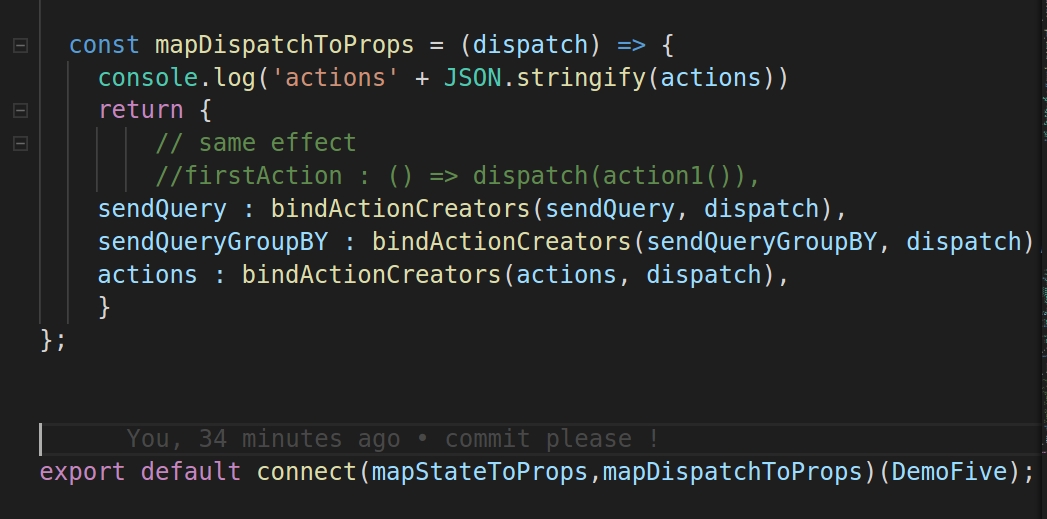 const mapDispatchToProps = (dispatch) => {
console.log('actions' + JSON.stringify(actions))
return {
// same effect
//firstAction : () => dispatch(action1()),
sendQuery : bindActionCreators(sendQuery, dispatch),
sendQueryGroupBY : bindActionCreators(sendQueryGroupBY, dispatch)
actions : bindActionCreators(actions, dispatch),
}
};
You, 34 minutes ago • commit please !
export default connect(mapStateToProps,mapDispatchToProps)(DemoFive);